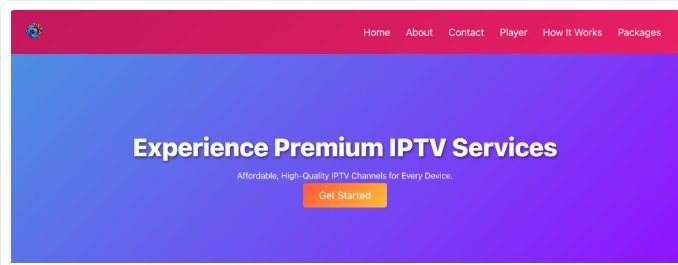 Home About Contact Player How It Works Packages
Experience Premium IPTV Services
Affordable, High-Quality IPTV Channels for Every Device.
Get Started